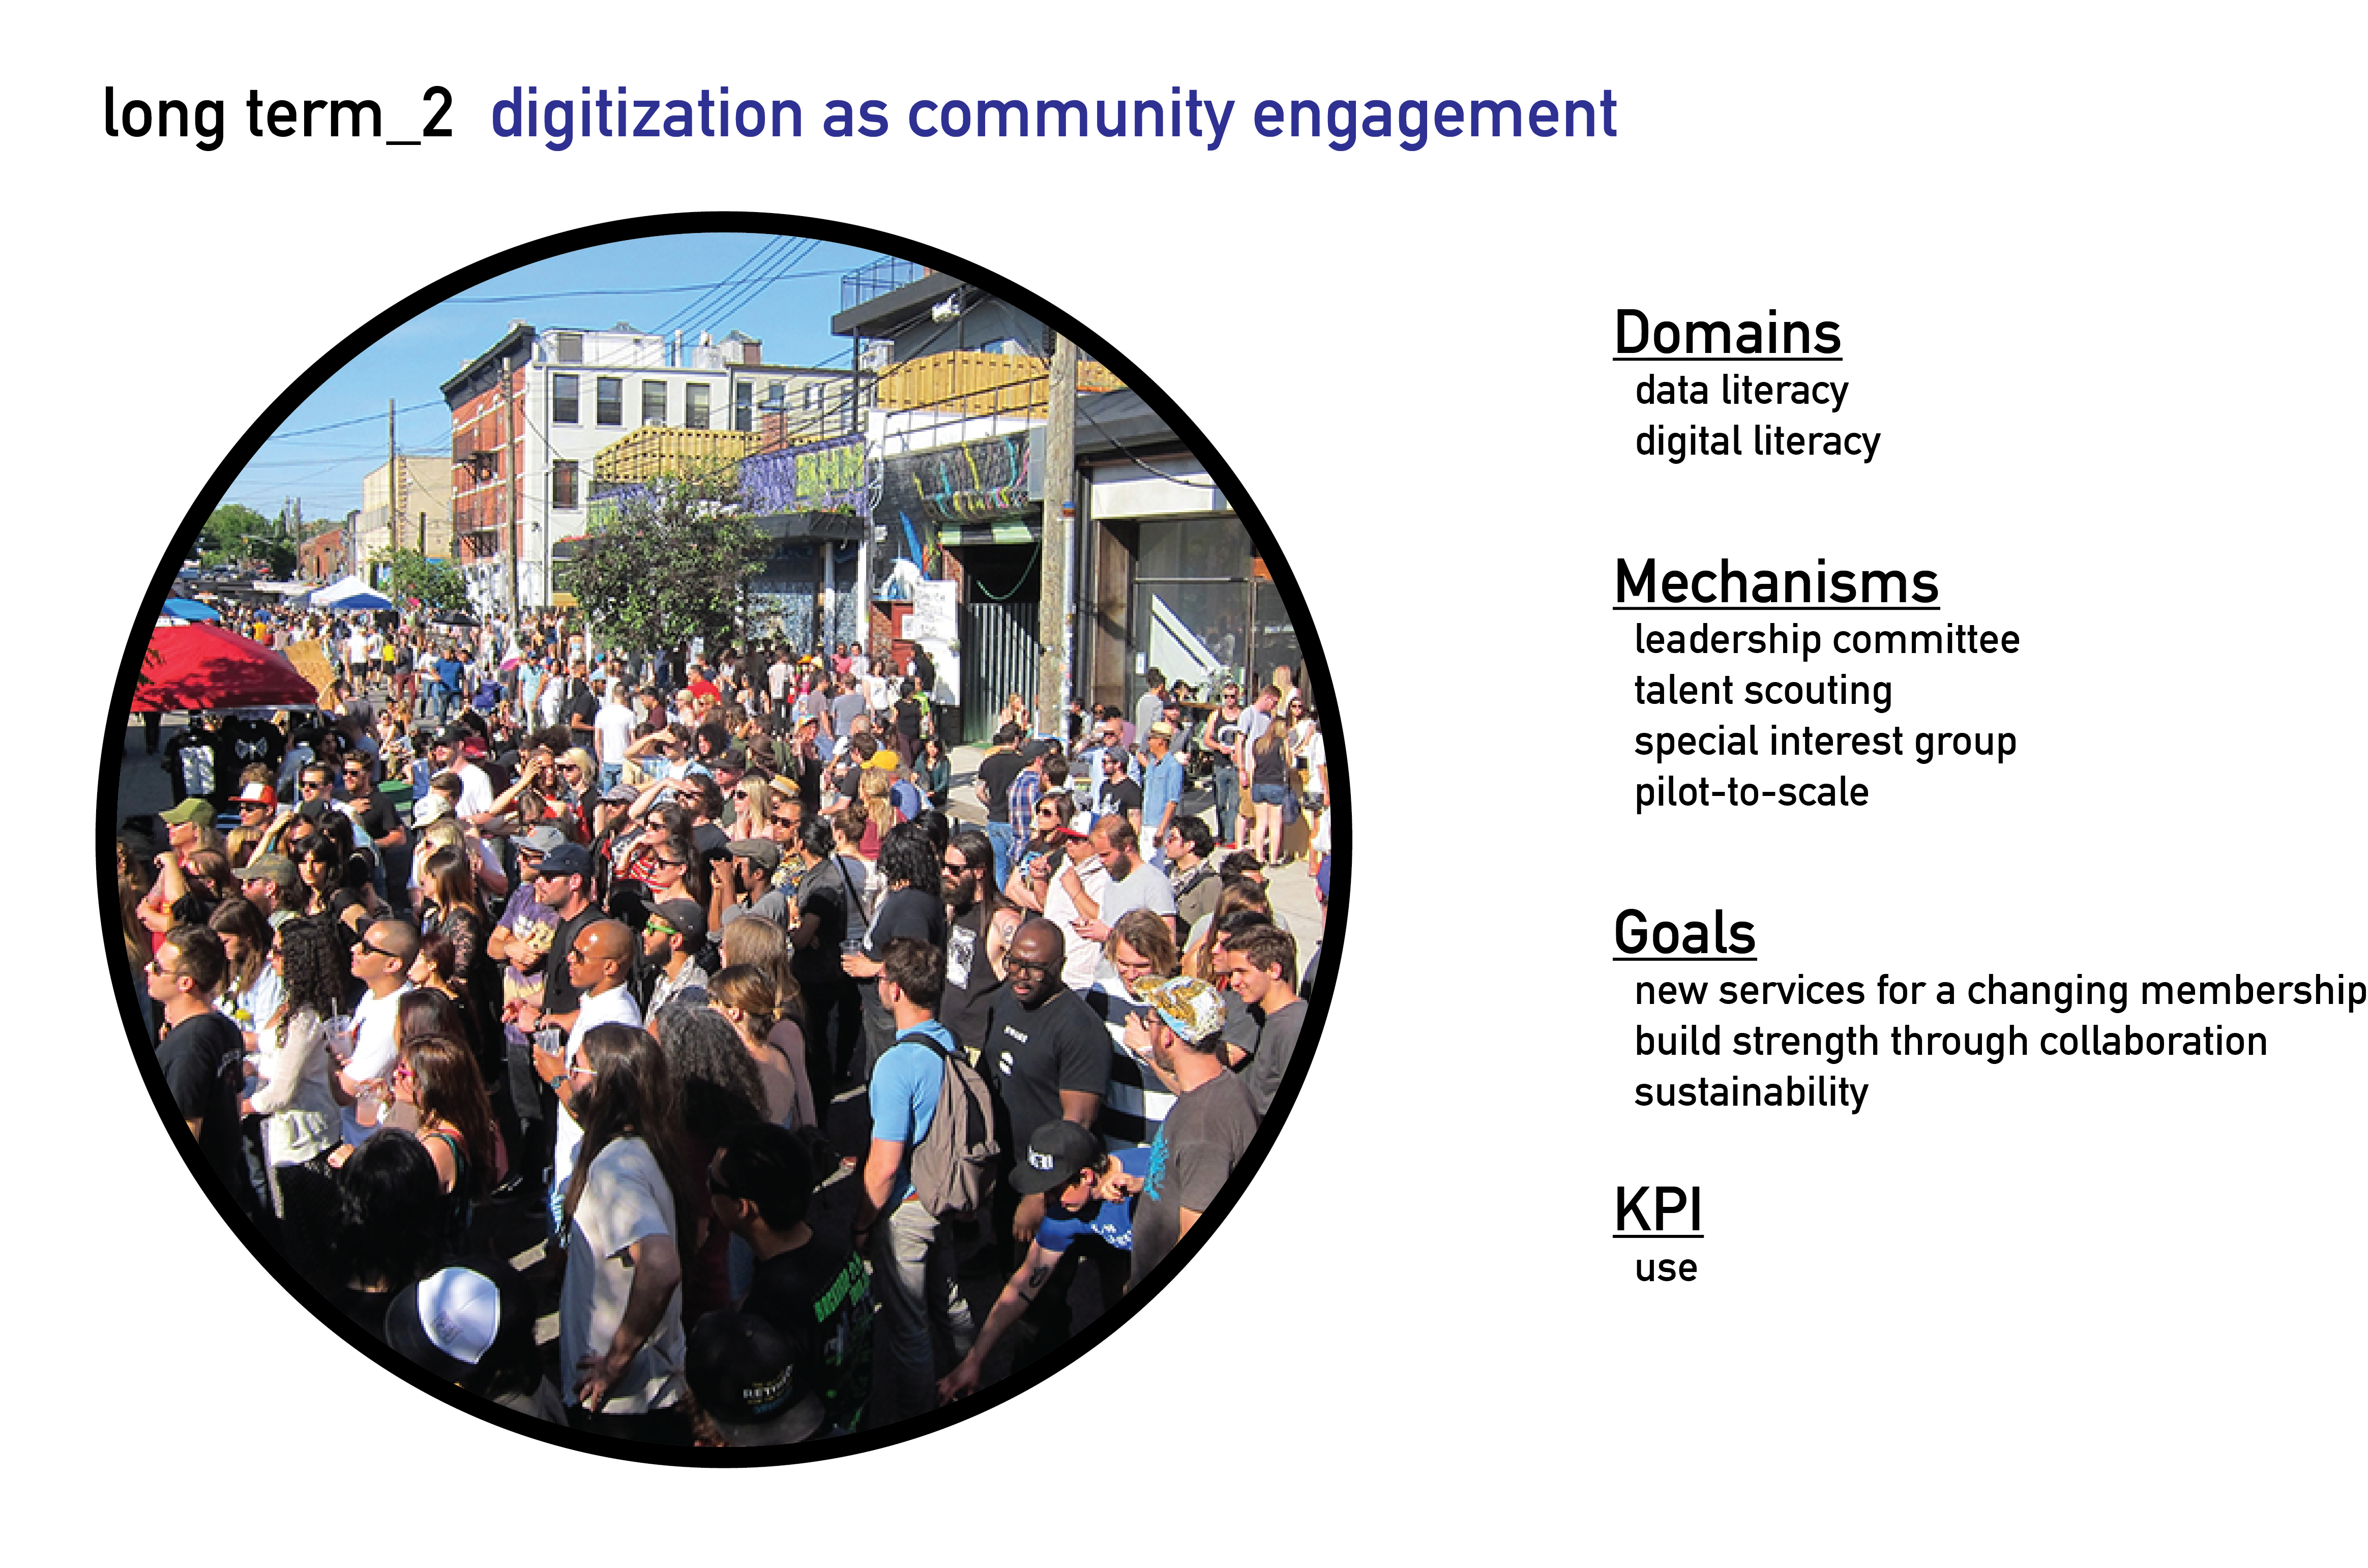 long term_2 digitization as community engagement
Domains
data literacy
digital literacy
Mechanisms
leadership committee
talent scouting
special interest group
pilot-to-scale
Goals
new services for a changing membership
build strength through collaboration
sustainability
KPI
use